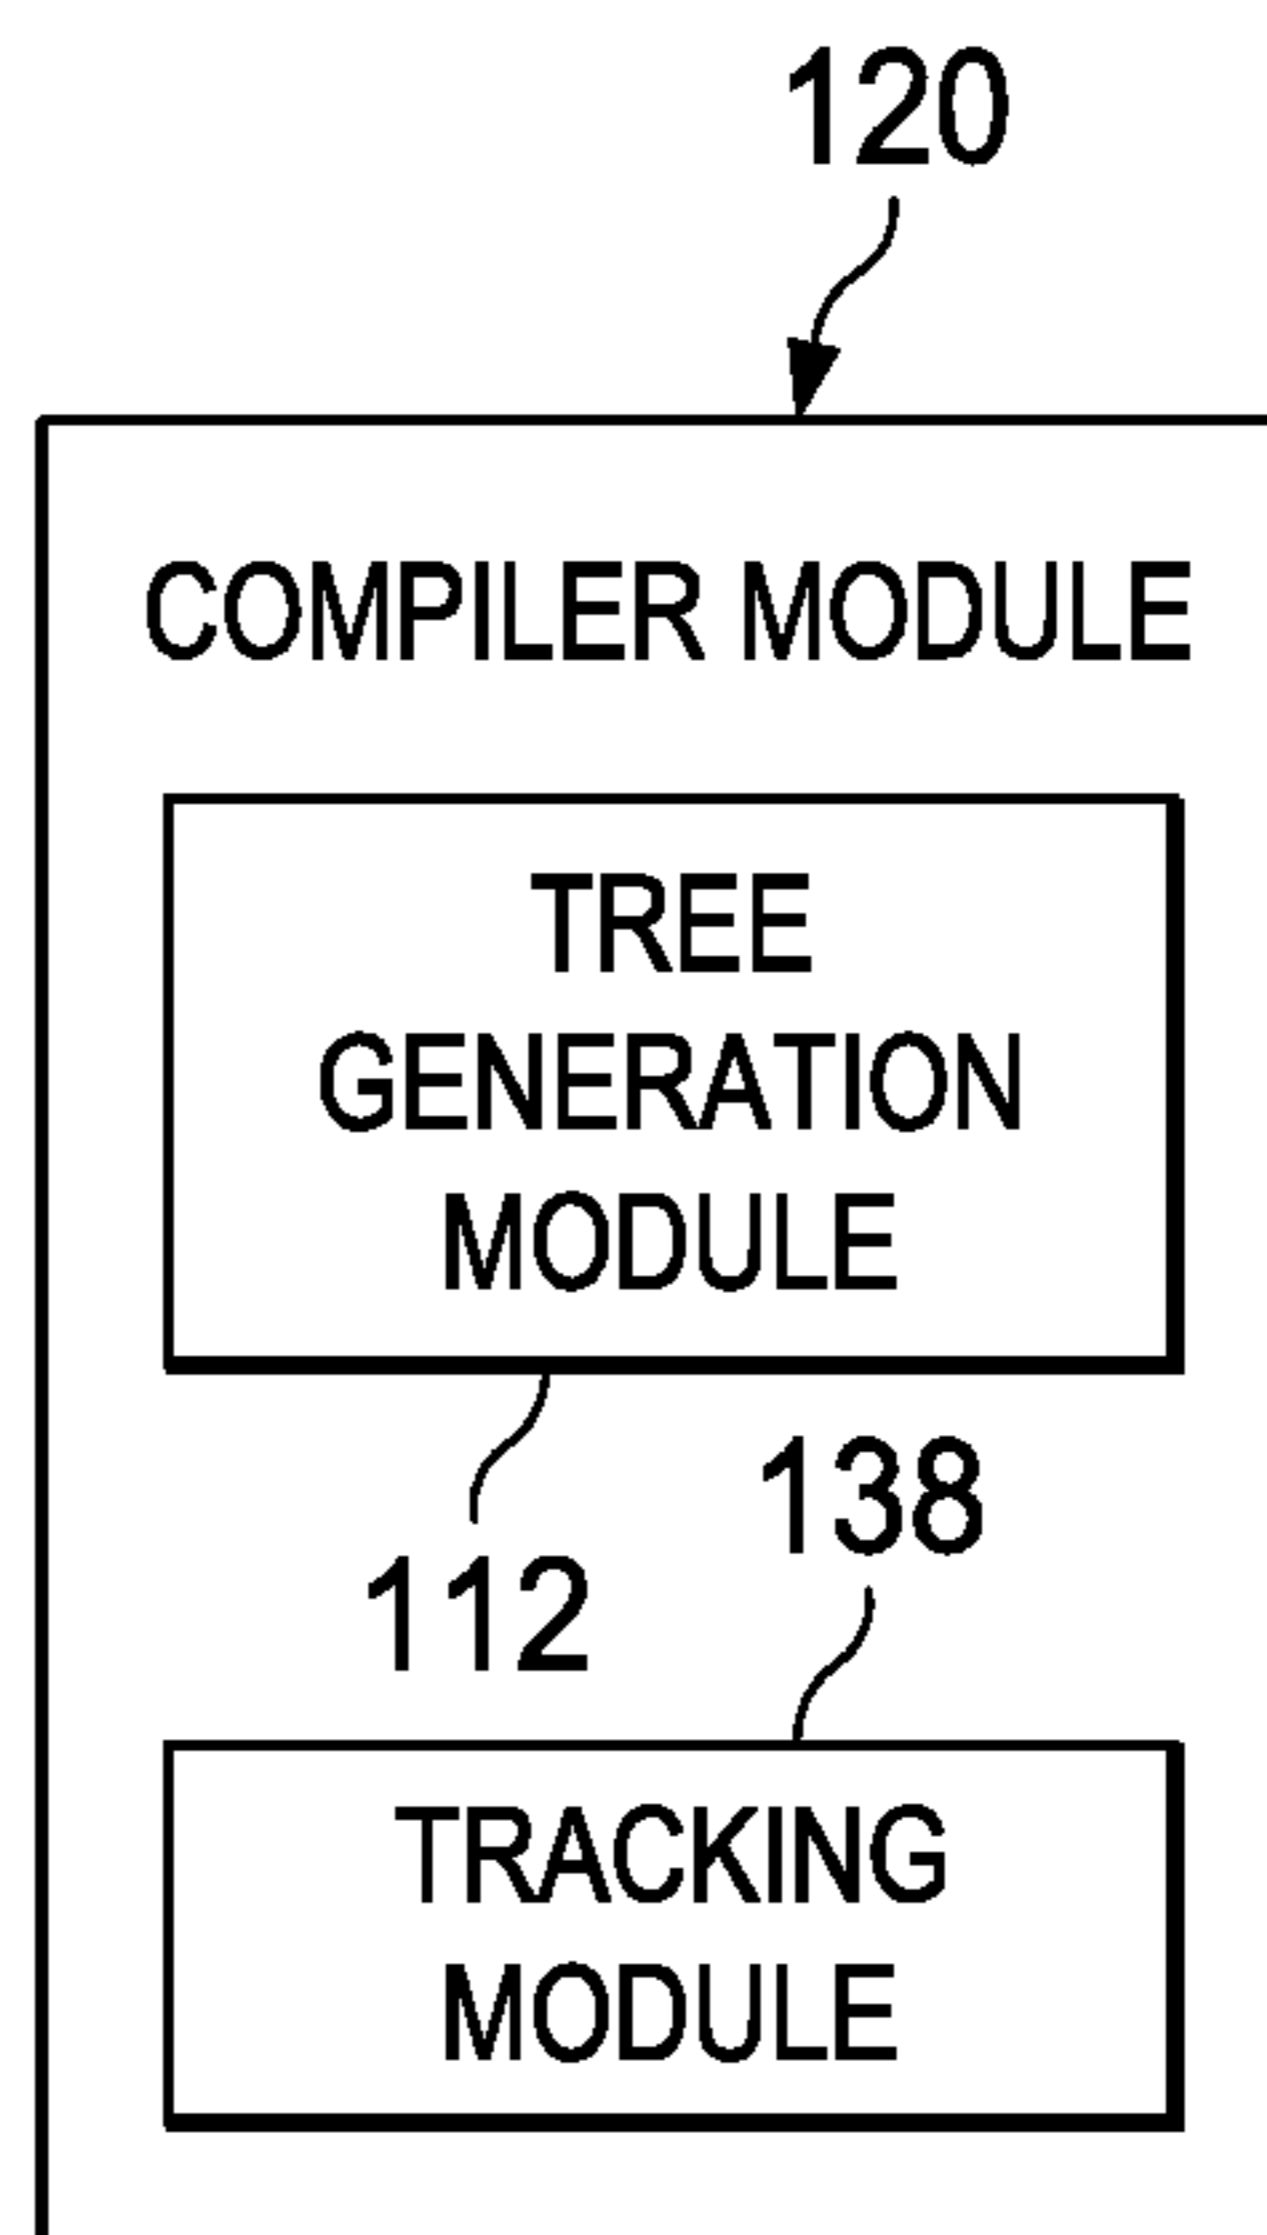 120
COMPILER MODULE
TREE
GENERATION
MODULE
112
138
TRACKING
MODULE